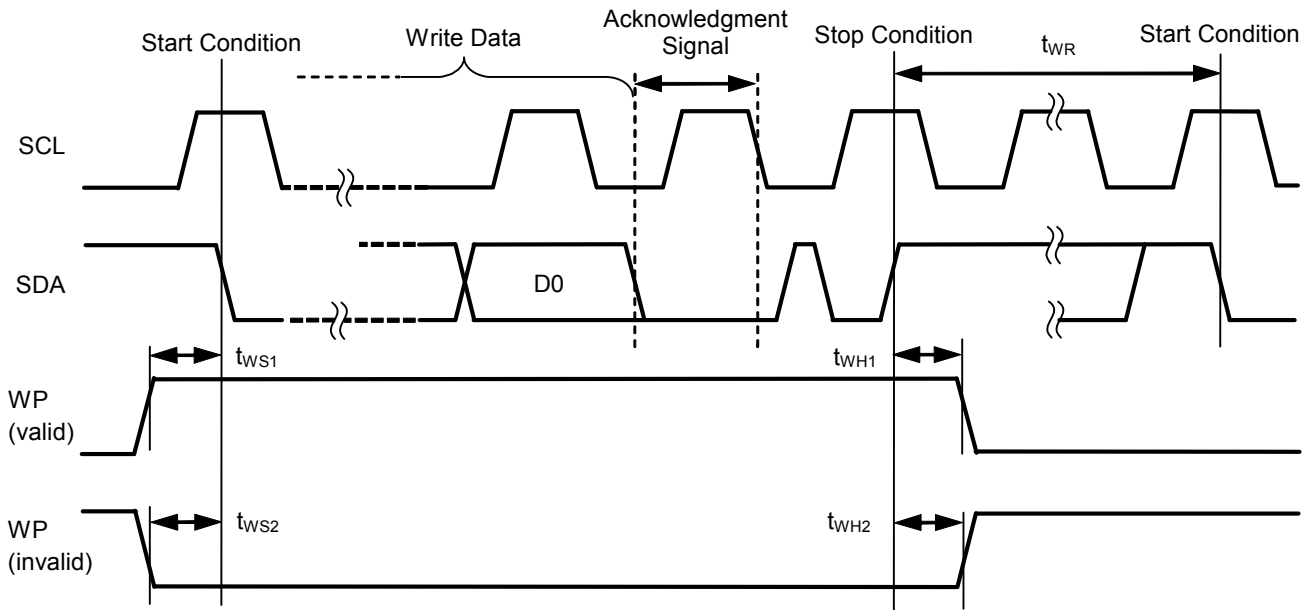 Start Condition
Write Data
Acknowledgment
Signal
Stop Condition
tWR
Start Condition
SCL
SDA
D0
tWS1
tWH1
WP
(valid)
tWS2
tWH2
WP
(invalid)